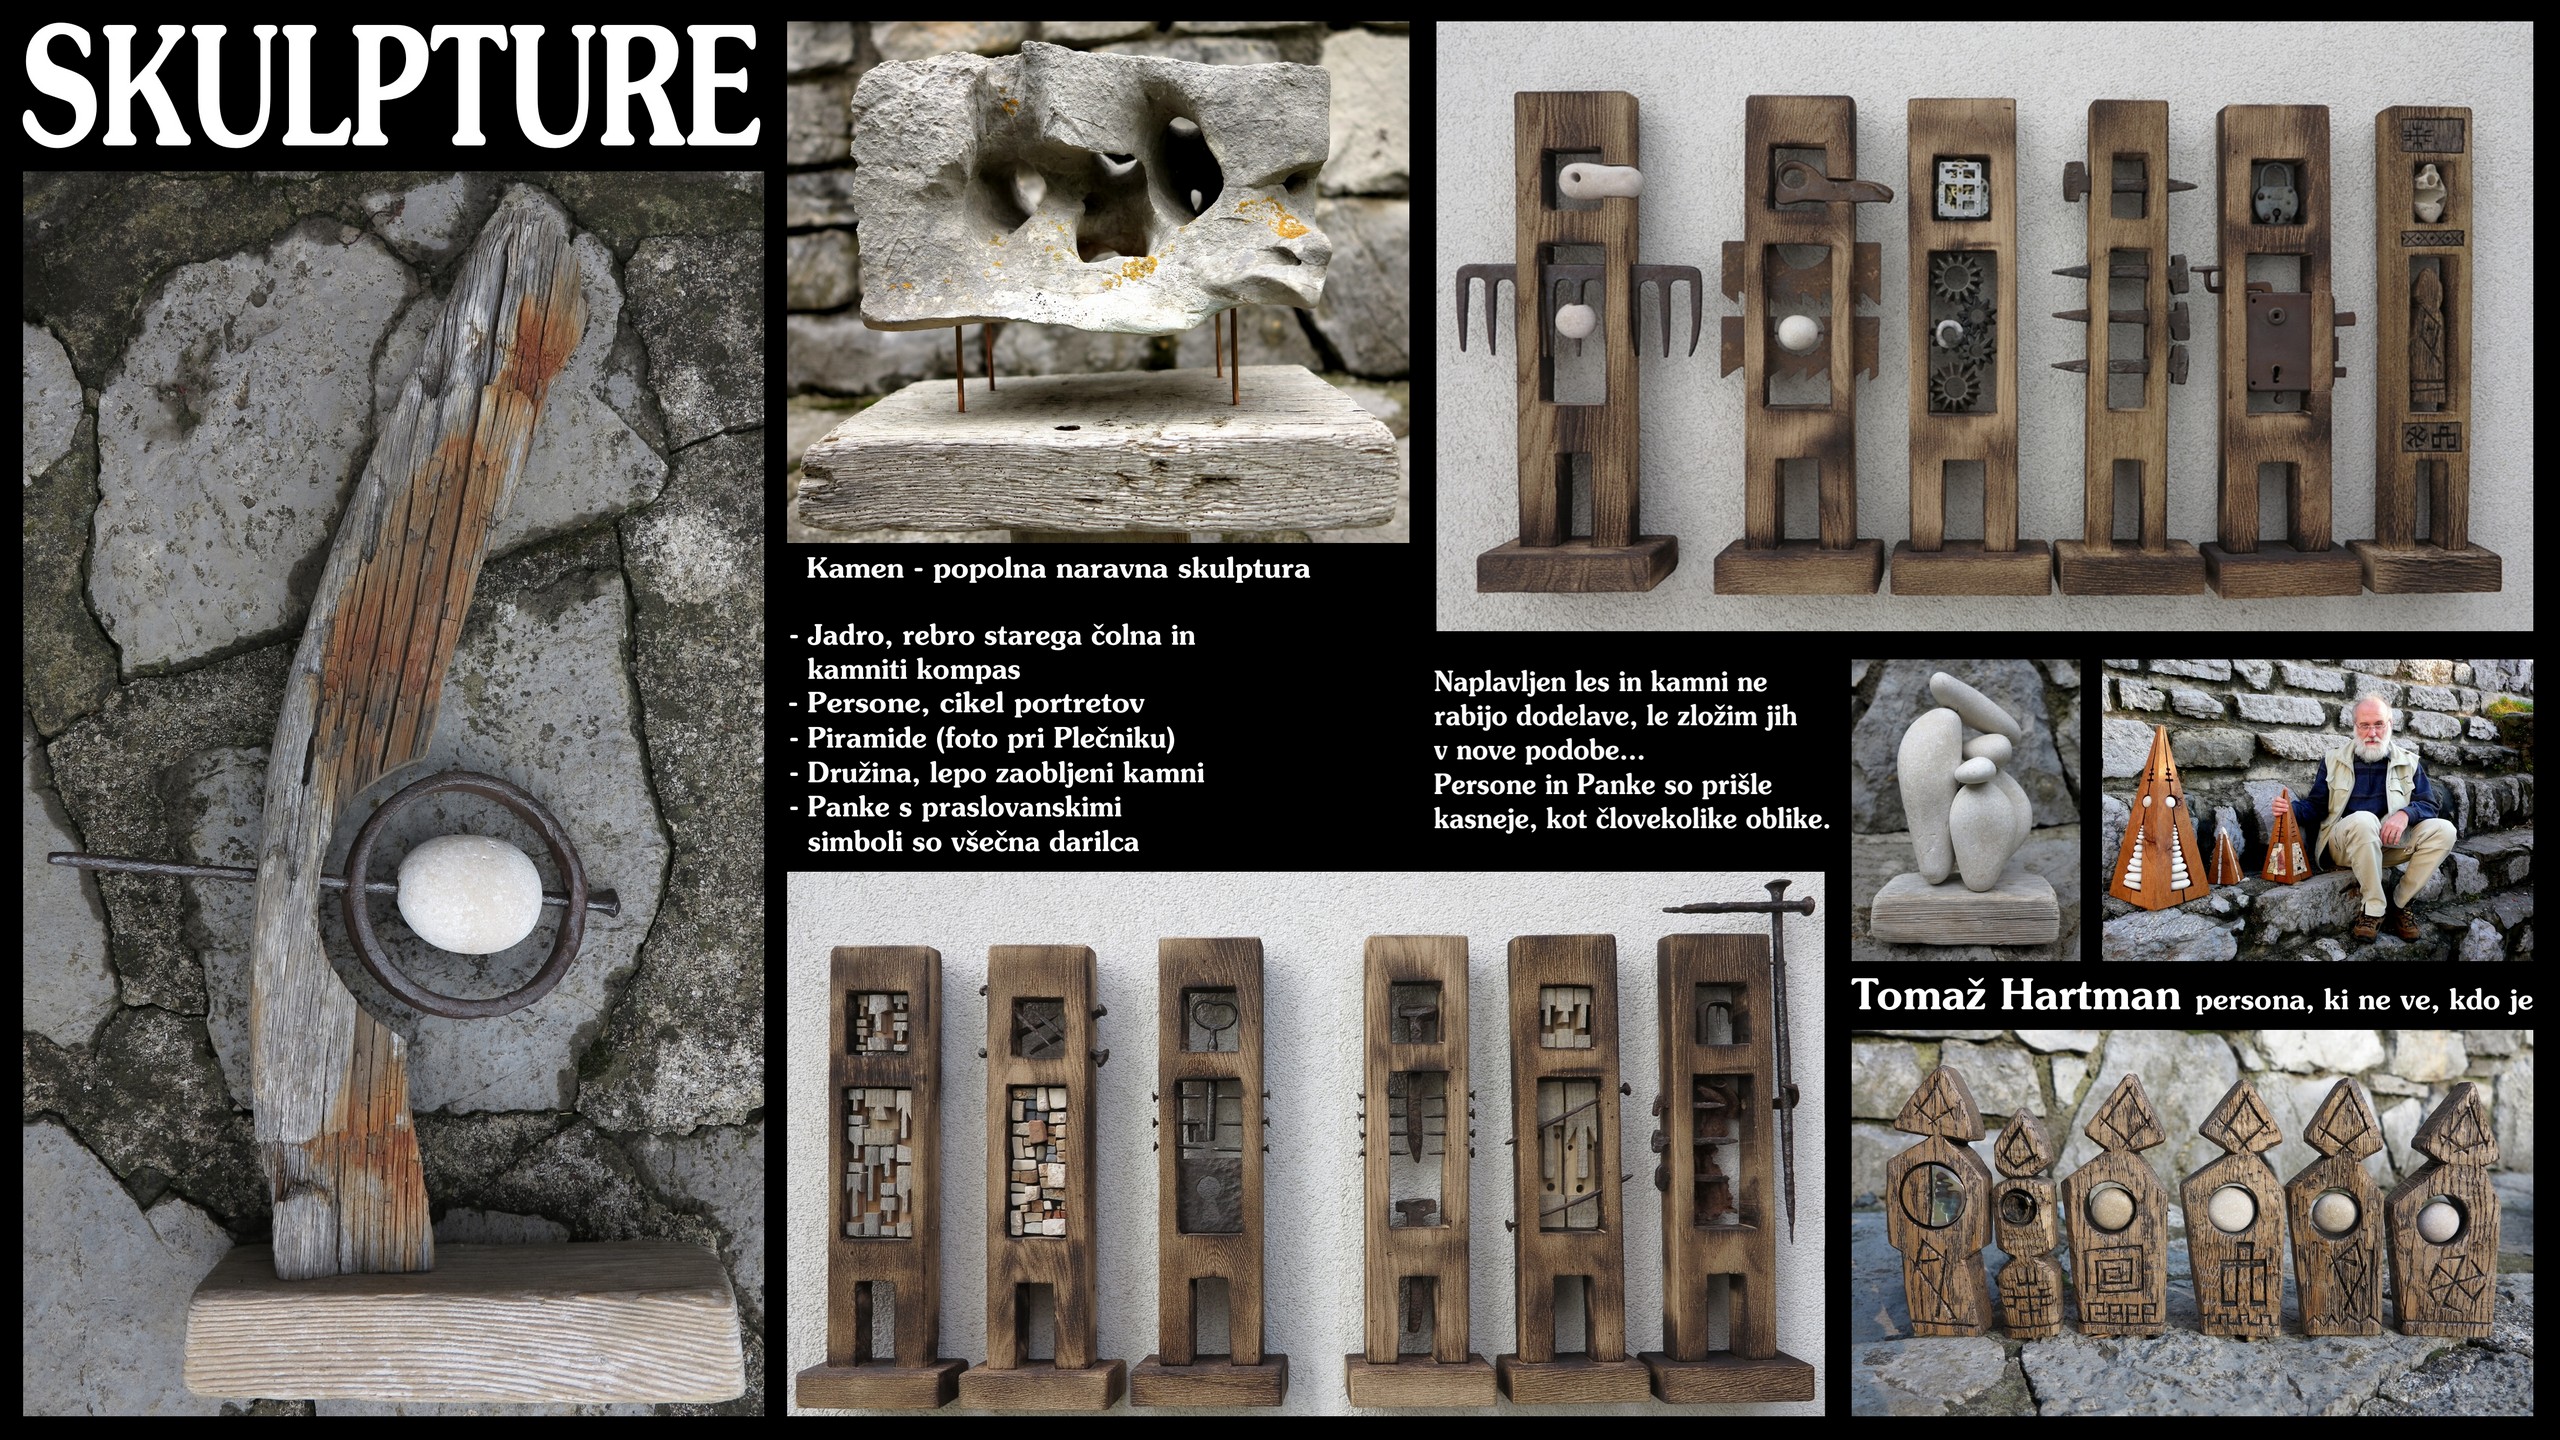 SKULPTURE
Kamen - popolna naravna skulptura
- Jadro, rebro starega čolna in
kamniti kompas
- Persone, cikel portretov
- Piramide (foto pri Plečniku)
- Družina, lepo zaobljeni kamni
- Panke s praslovanskimi
simboli so všečna darilca
Naplavljen les in kamni ne
rabijo dodelave, le zložim jih
v nove podobe...
Persone in Panke so prišle
kasneje, kot človekolike oblike.
Tomaž Hartman persona, ki ne ve, kdo je